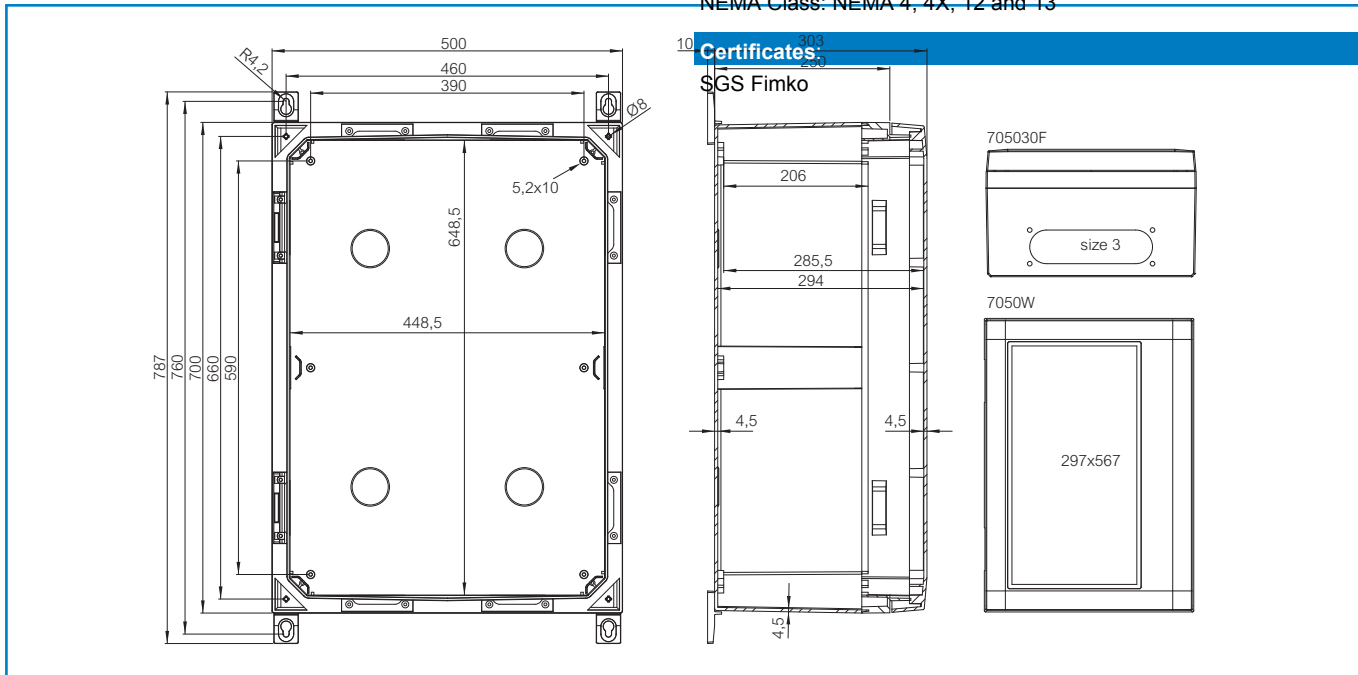 NEMA Class: NEMA 4, 4X, 12 and 13
Certificates:
SGS Fimko
500
460
390
R4,2
Ø8
5,2x10
648,5
448,5
787
760
700
660
590
10
303
250
206
285,5
294
4,5
4,5
4,5
705030F
size 3
7050W
297x567